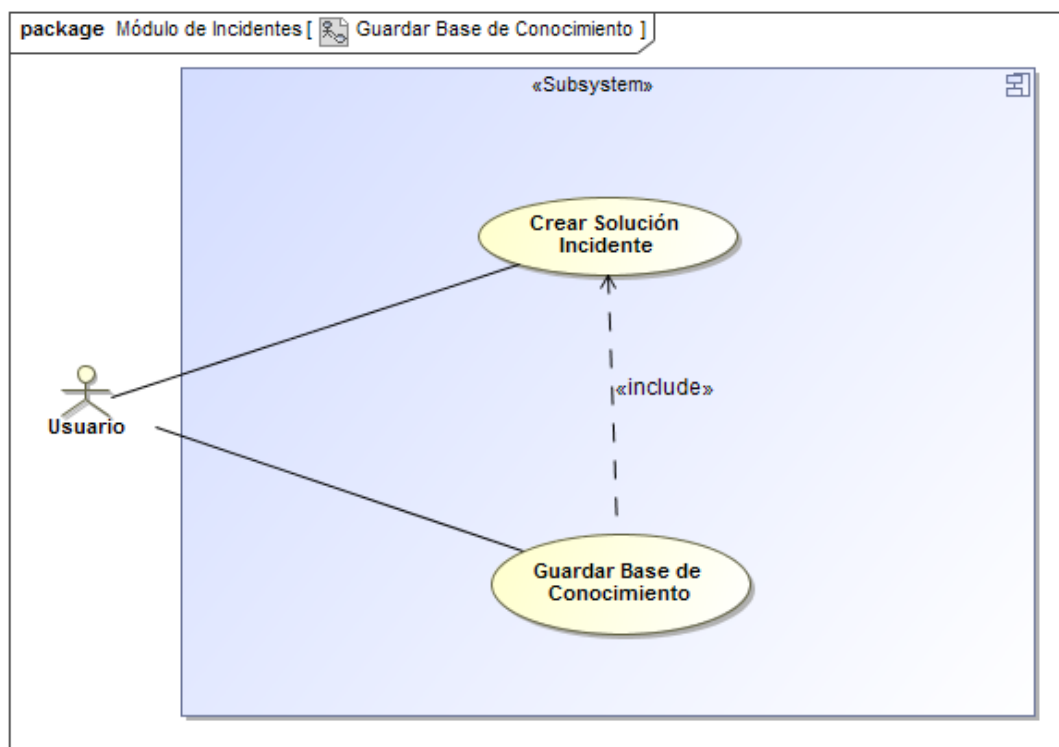 package Módulo de Incidentes [ Guardar Base de Conocimiento ]
«Subsystem»
Crear Solución
Incidente
«include»
Usuario
Guardar Base de
Conocimiento